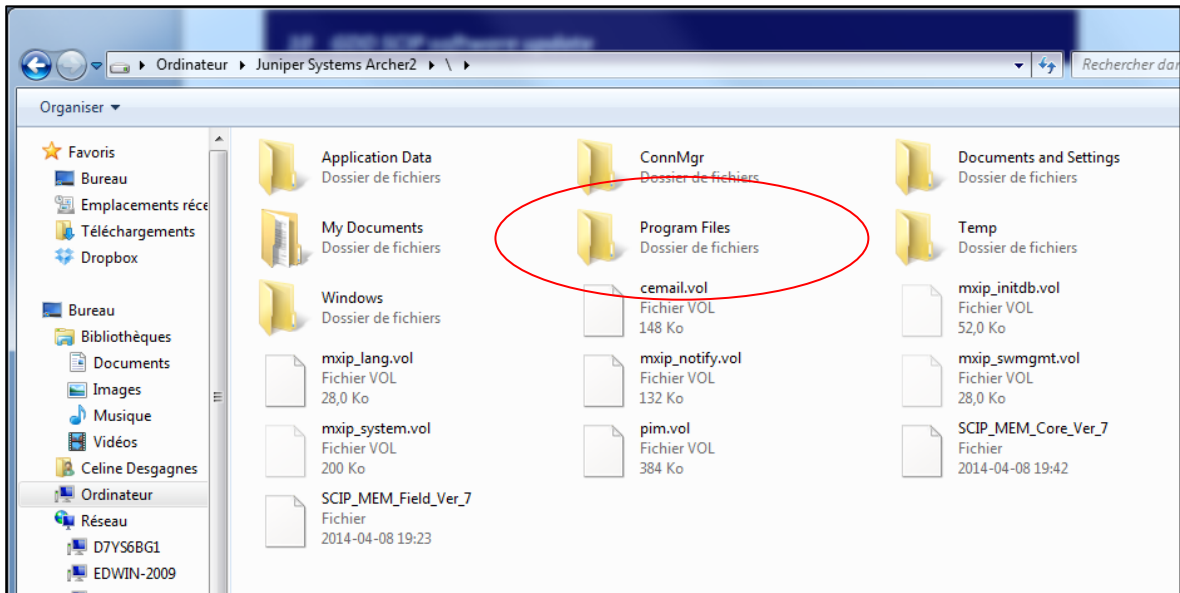 10 GDD SCIP software update
Ordinateur Juniper Systems Archer2 \
Rechercher dan
Organiser
Favoris
Bureau
Emplacements réce
Téléchargements
Dropbox
Bureau
Bibliothèques
Documents
Images
Musique
Vidéos
Celine Desgagnes
Ordinateur
Réseau
D7YS6BG1
EDWIN-2009
Application Data
Dossier de fichiers
ConnMgr
Dossier de fichiers
Documents and Settings
Dossier de fichiers
My Documents
Dossier de fichiers
Program Files
Dossier de fichiers
Temp
Dossier de fichiers
Windows
Dossier de fichiers
cemail.vol
Fichier VOL
148 Ko
mxip_initdb.vol
Fichier VOL
52,0 Ko
mxip_lang.vol
Fichier VOL
28,0 Ko
mxip_notify.vol
Fichier VOL
132 Ko
mxip_swmgmt.vol
Fichier VOL
28,0 Ko
mxip_system.vol
Fichier VOL
200 Ko
pim.vol
Fichier VOL
384 Ko
SCIP_MEM_Core_Ver_7
Fichier
2014-04-08 19:42
SCIP_MEM_Field_Ver_7
Fichier
2014-04-08 19:23